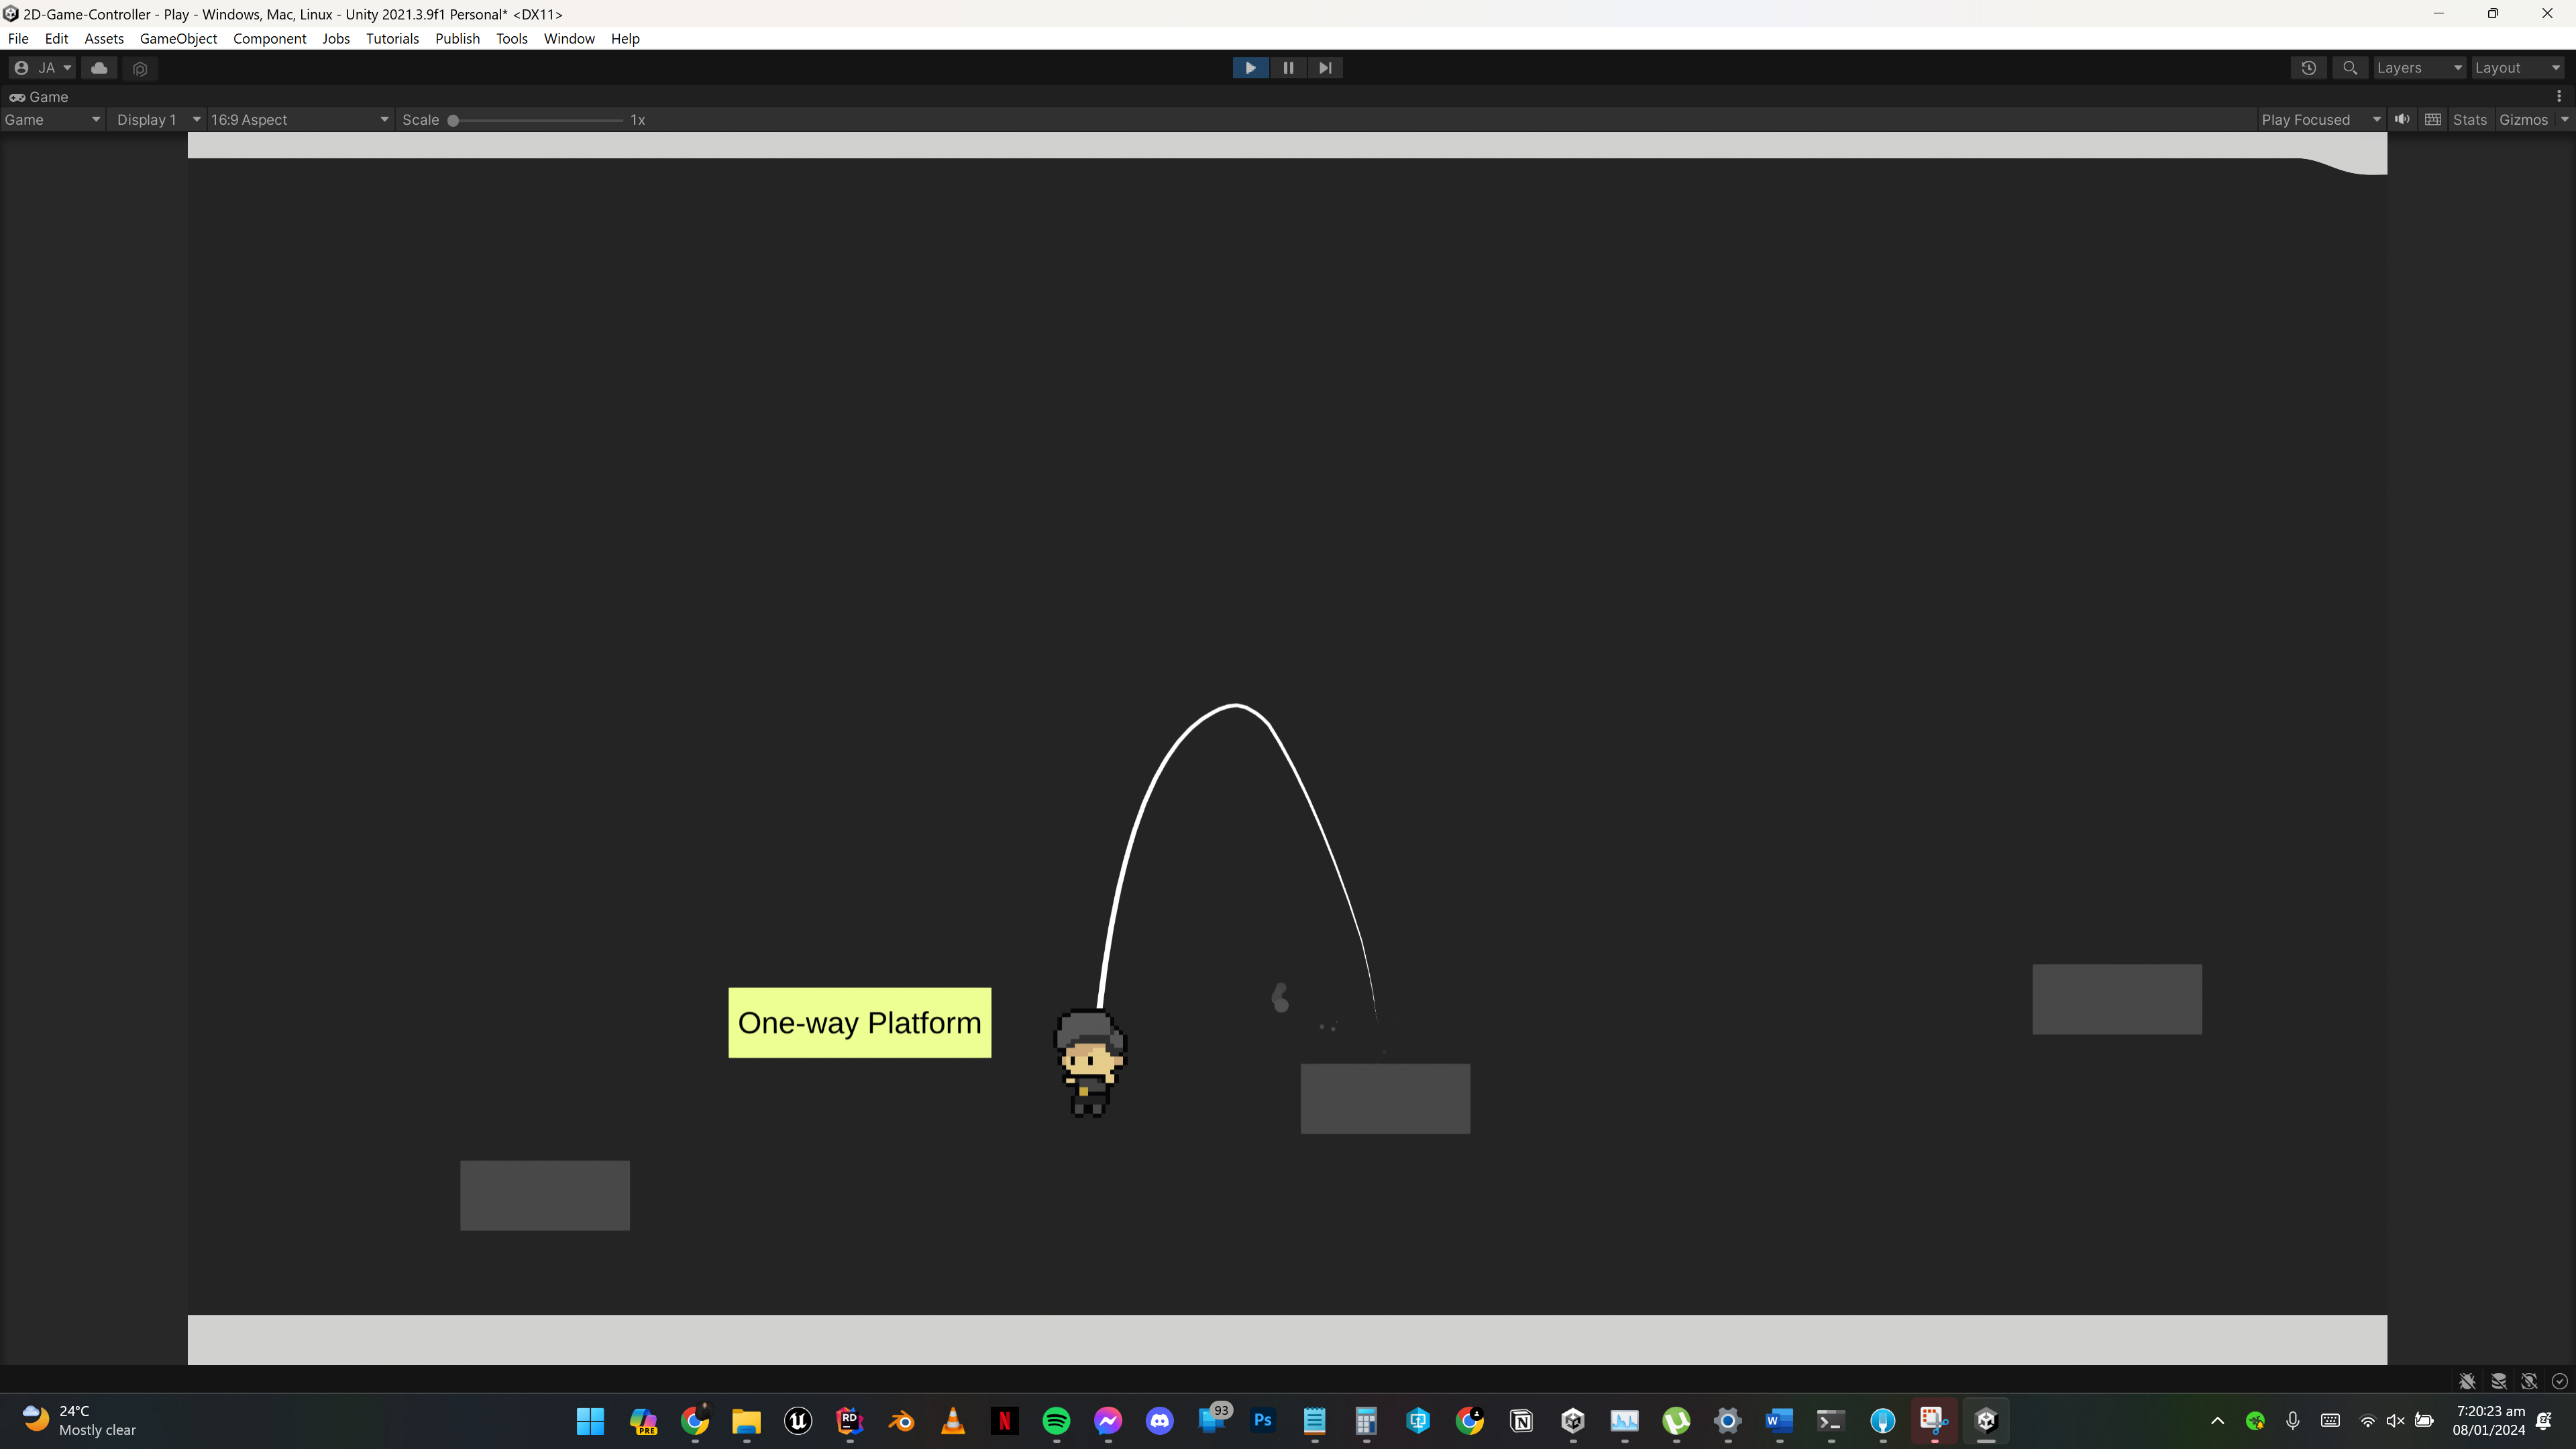 2D-Game-Controller - Play - Windows, Mac, Linux - Unity 2021.3.9f1 Personal* <DX11>
File Edit Assets GameObject Component Jobs Tutorials Publish Tools Window Help
JA Layers Layout
Game
Game Display 1 16:9 Aspect Scale 1x Play Focused Stats Gizmos
One-way Platform
24°C
Mostly clear
PRE
RD
N
93
Ps
N
W
7:20:23 am
08/01/2024